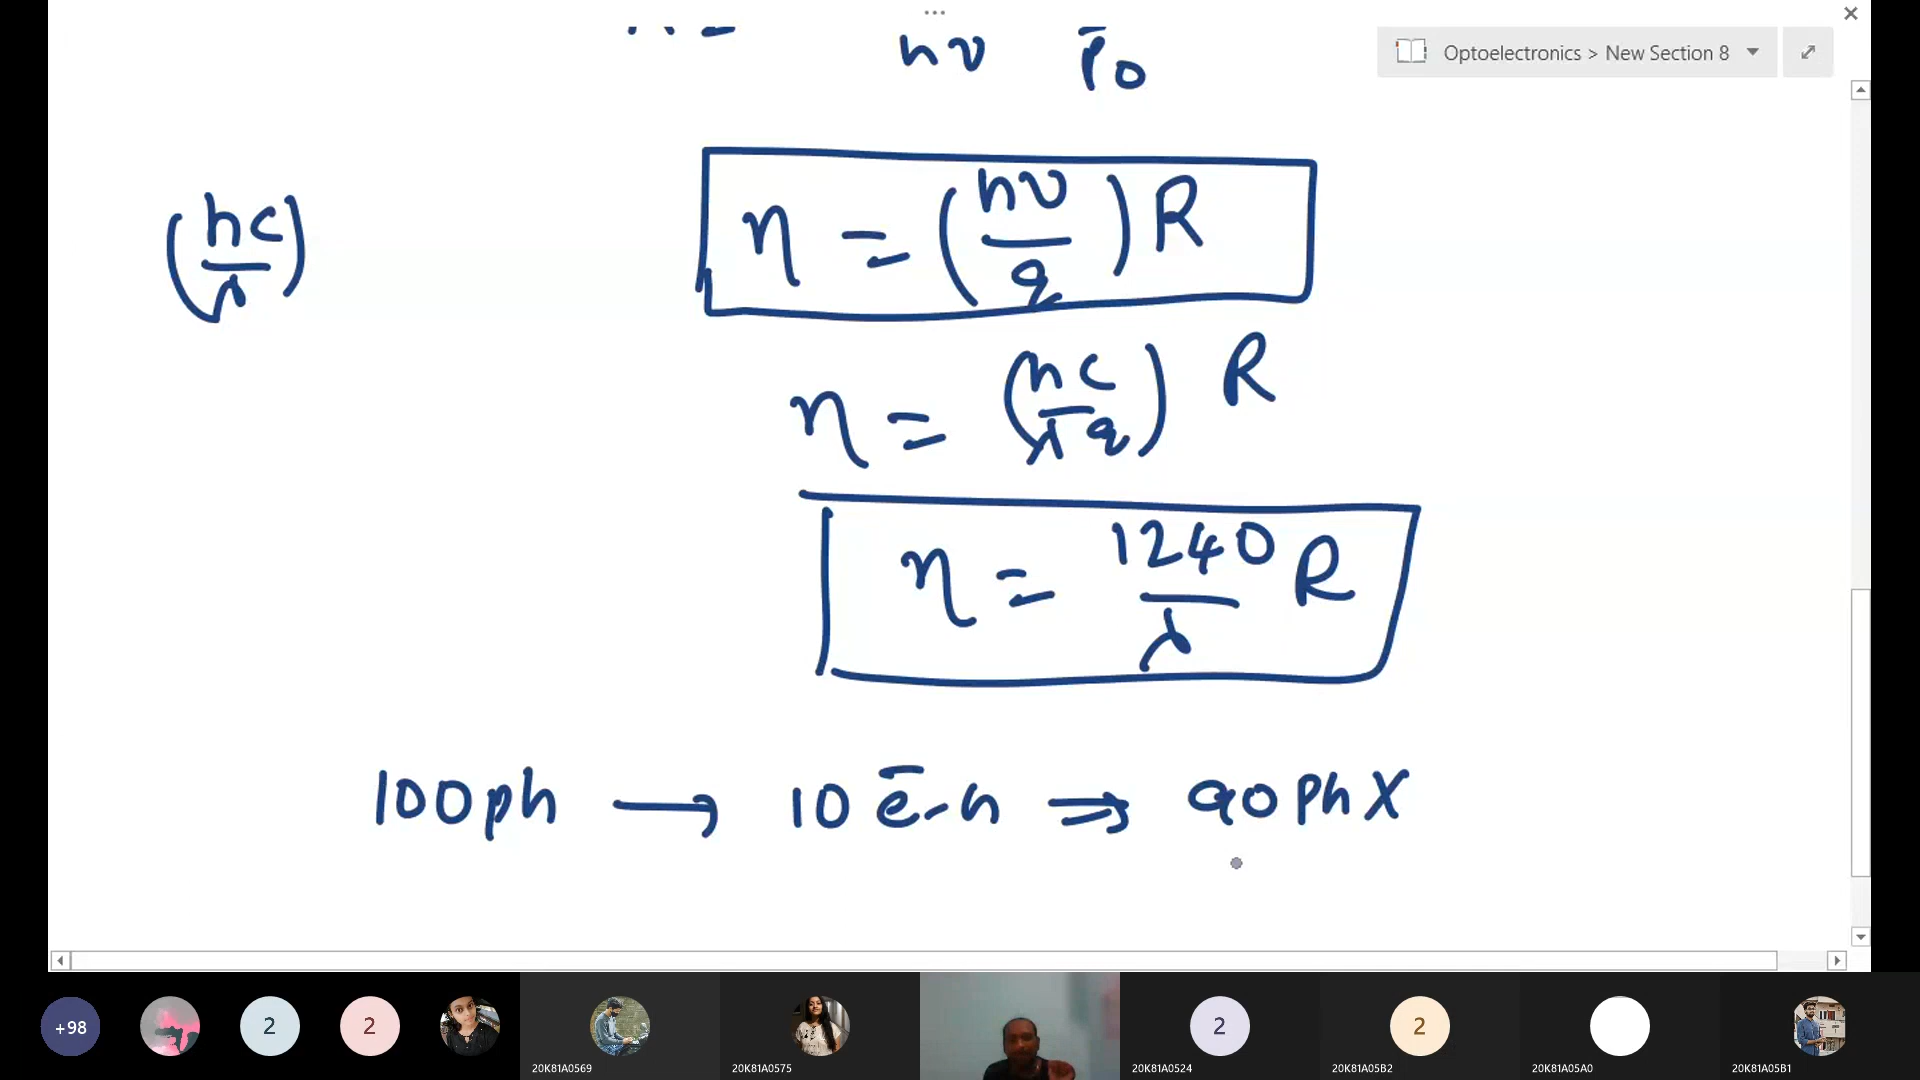 Optoelectronics > New Section 8
hν P̄o
(hc/λ)
η = (hν/q) R
η = (hc/λq) R
η = 1240/λ R
100ph → 10 ē-h ⇒ 90 ph X
+98
2
2
2
2
20K81A0569
20K81A0575
20K81A0524
20K81A05B2
20K81A05A0
20K81A05B1